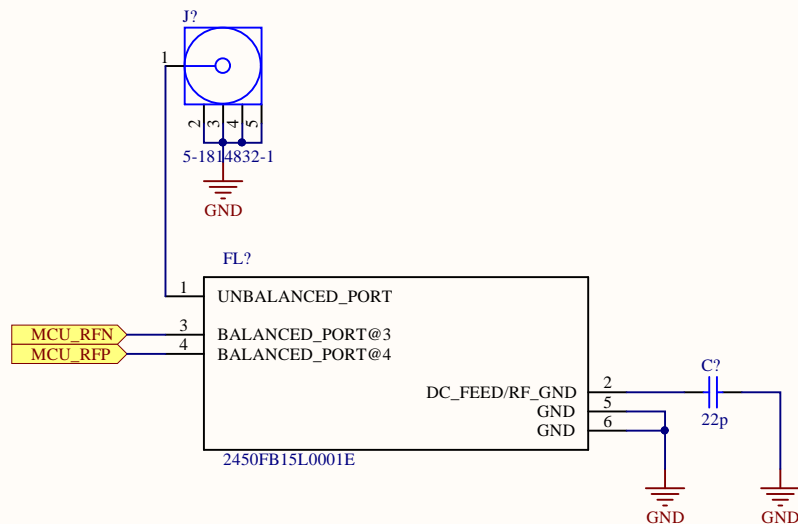 J?
1
2
3
4
5
5-1814832-1
GND
FL?
1
UNBALANCED_PORT
MCU_RFN
3
BALANCED_PORT@3
MCU_RFP
4
BALANCED_PORT@4
DC_FEED/RF_GND
2
C?
22p
GND
5
GND
6
2450FB15L0001E
GND
GND